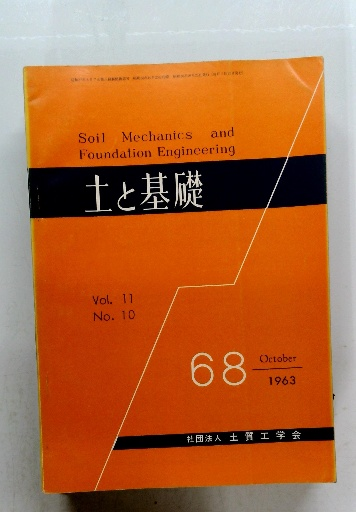 Soil Mechanics and
Foundation Engineering
土と基礎
Vol. 11
No. 10
68
October
1963
社団法人 土質工学会